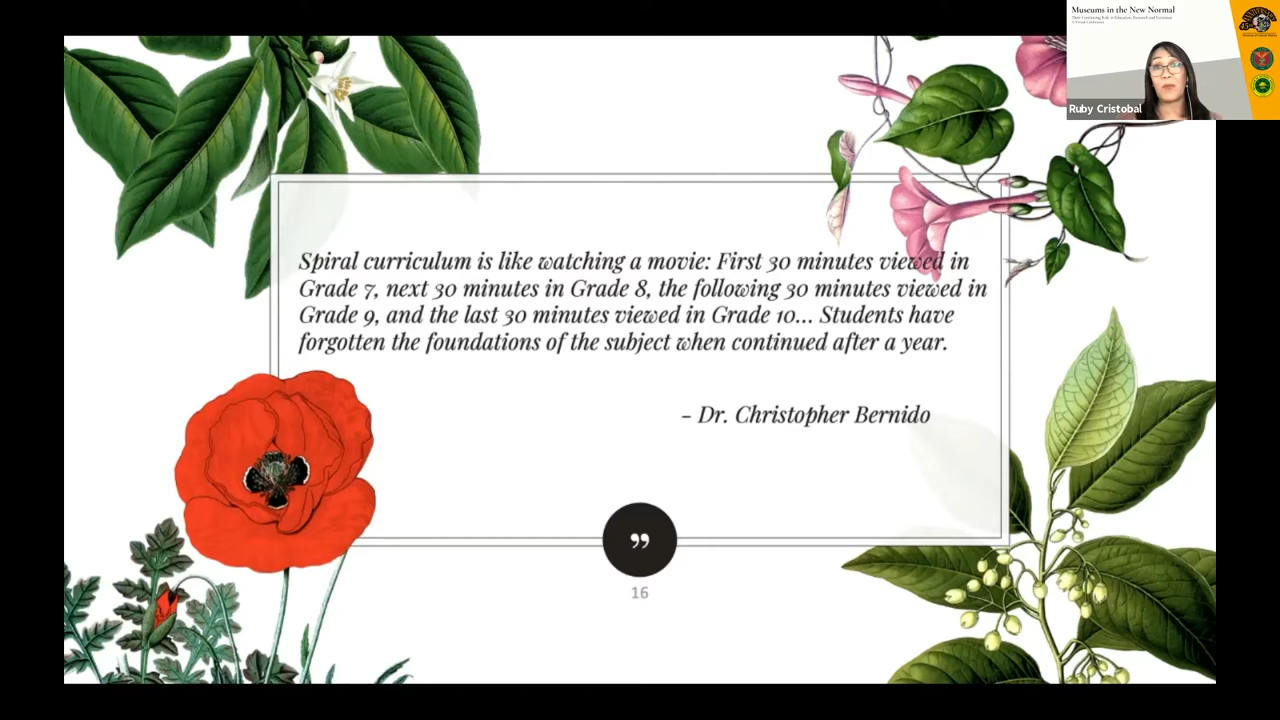 Museums in the New Normal
Ruby Cristobal
Spiral curriculum is like watching a movie: First 30 minutes viewed in
Grade 7, next 30 minutes in Grade 8, the following 30 minutes viewed in
Grade 9, and the last 30 minutes viewed in Grade 10... Students have
forgotten the foundations of the subject when continued after a year.
- Dr. Christopher Bernido
”
16